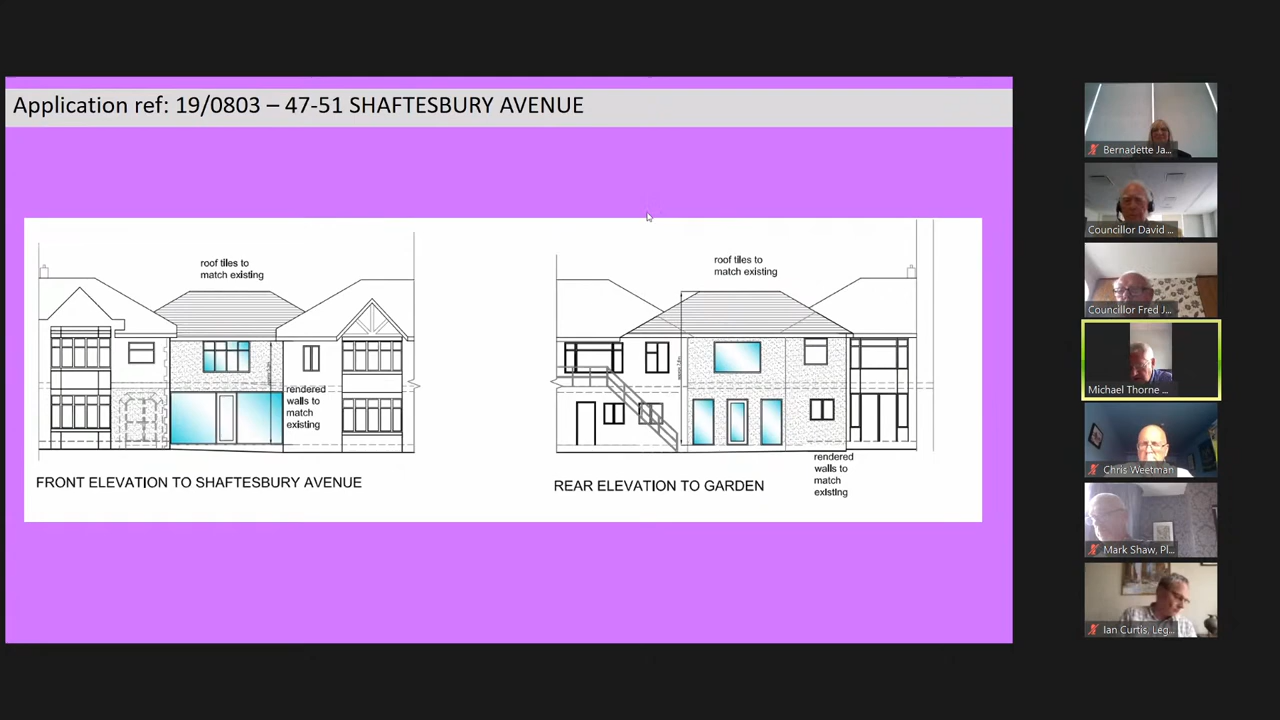 Application ref: 19/0803 – 47-51 SHAFTESBURY AVENUE
roof tiles to
match existing
rendered
walls to
match
existing
FRONT ELEVATION TO SHAFTESBURY AVENUE
roof tiles to
match existing
rendered
walls to
match
existing
REAR ELEVATION TO GARDEN
Bernadette Ja...
Councillor David ...
Councillor Fred J...
Michael Thorne ...
Chris Weetman
Mark Shaw, Pl...
Ian Curtis, Leg...